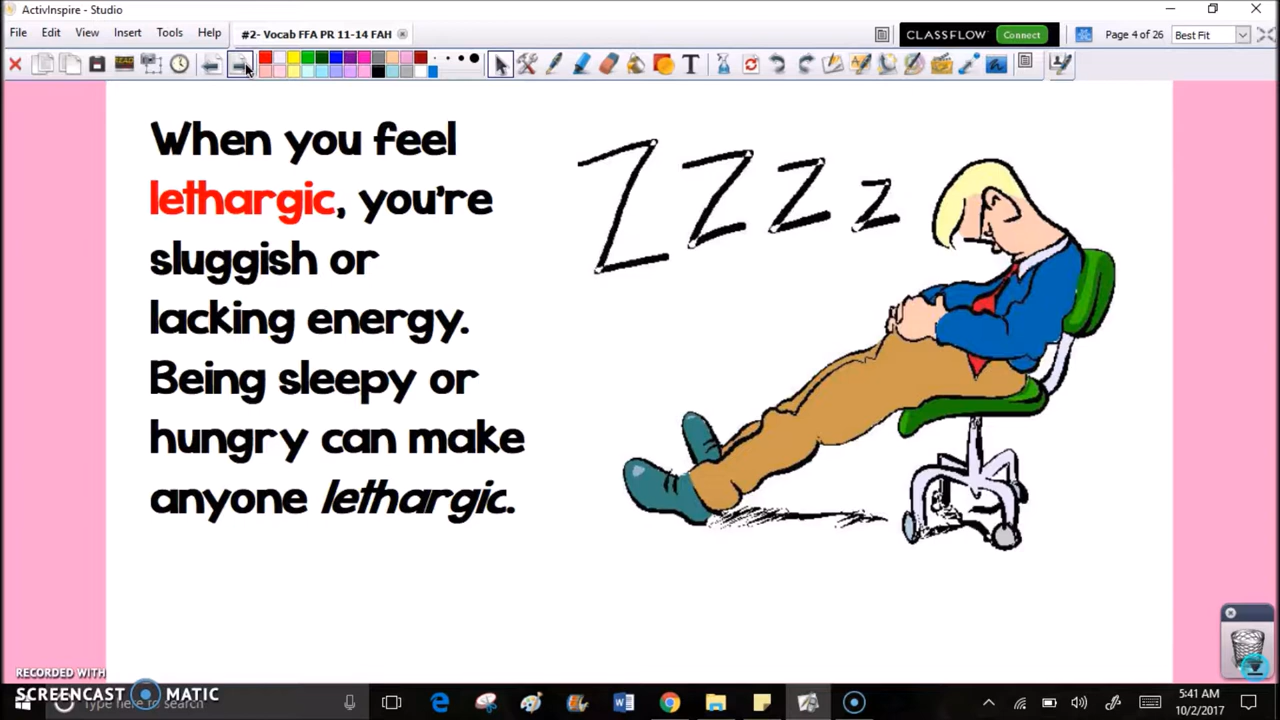 ActivInspire - Studio
File Edit View Insert Tools Help
#2- Vocab FFA PR 11-14 FAH
CLASSFLOW Connect
Page 4 of 26
Best Fit
When you feel
lethargic, you're
sluggish or
lacking energy.
Being sleepy or
hungry can make
anyone lethargic.
Z Z Z z
RECORDED WITH
SCREENCAST MATIC
Type here to search
5:41 AM
10/2/2017